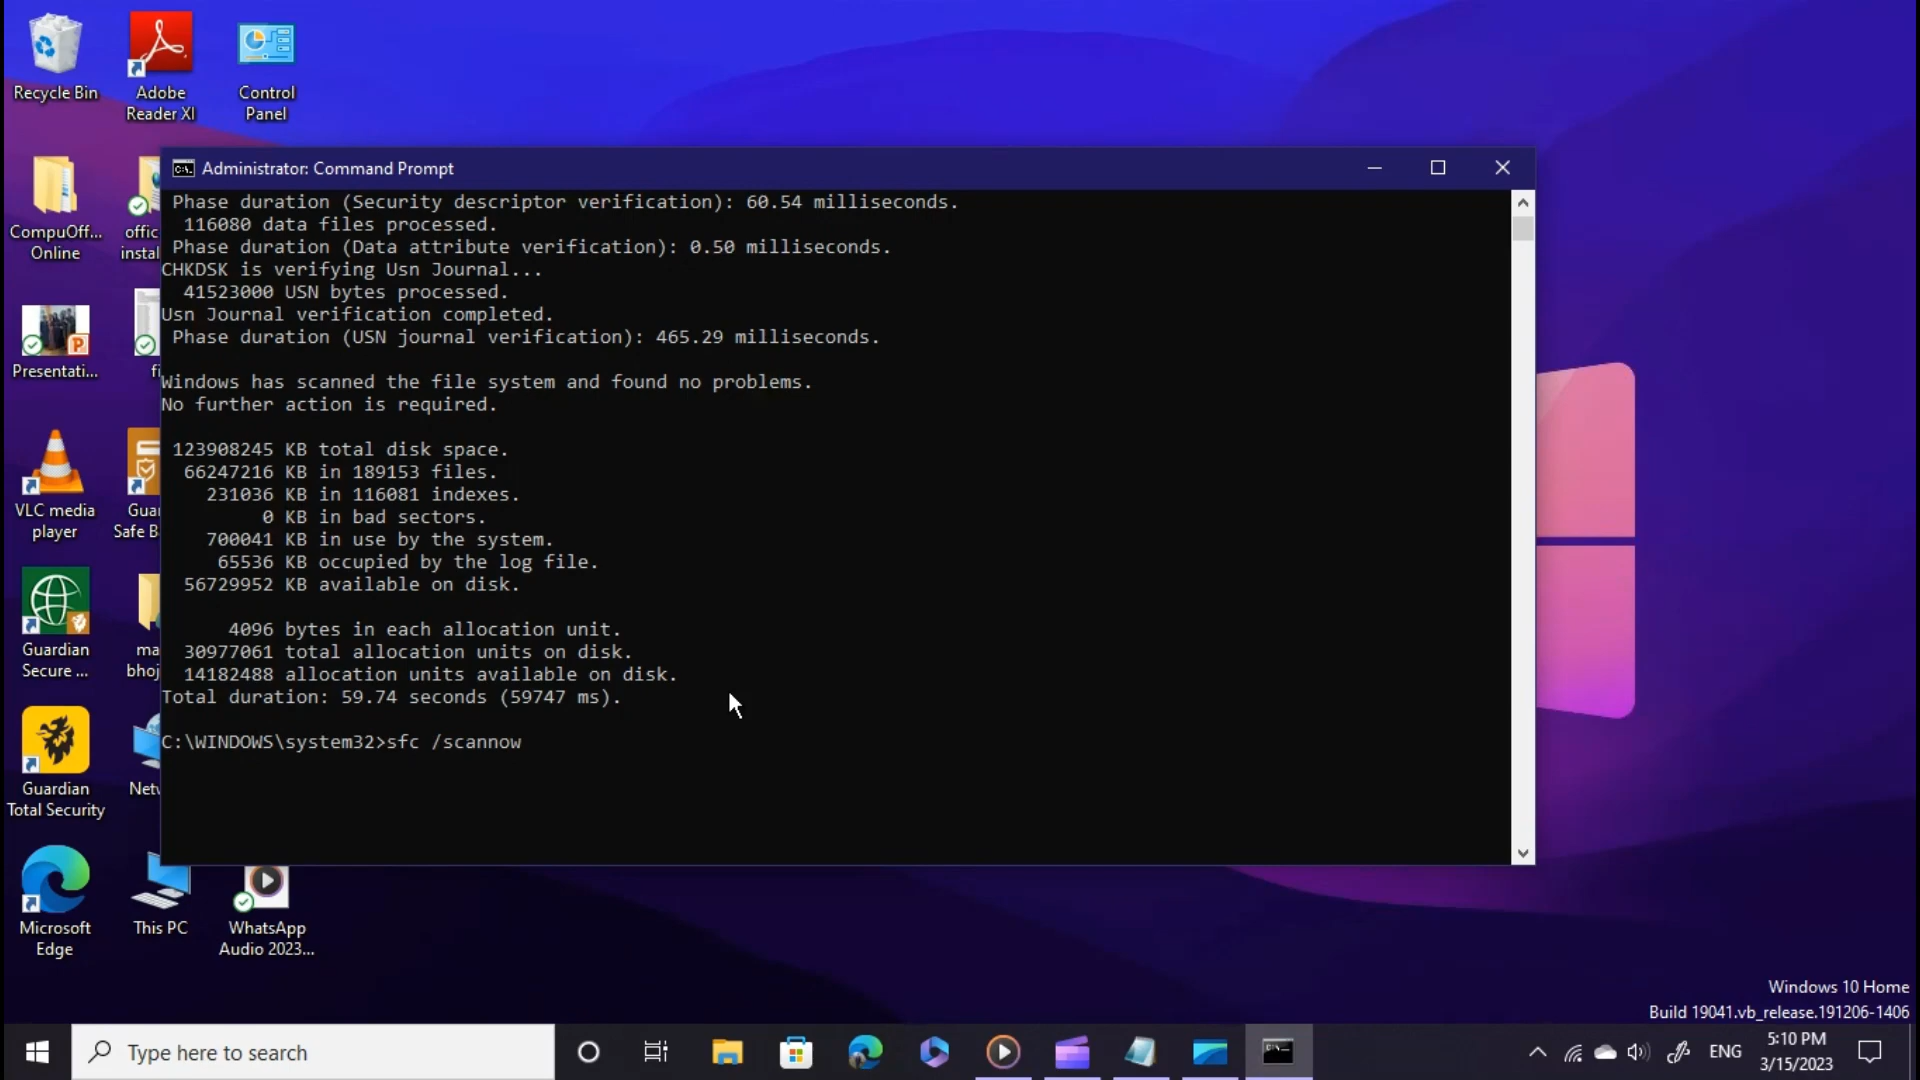 Recycle Bin
Adobe
Reader XI
Control
Panel
Administrator: Command Prompt
Phase duration (Security descriptor verification): 60.54 milliseconds.
116080 data files processed.
Phase duration (Data attribute verification): 0.50 milliseconds.
CHKDSK is verifying Usn Journal...
41523000 USN bytes processed.
Usn Journal verification completed.
Phase duration (USN journal verification): 465.29 milliseconds.
Windows has scanned the file system and found no problems.
No further action is required.
123908245 KB total disk space.
66247216 KB in 189153 files.
231036 KB in 116081 indexes.
0 KB in bad sectors.
700041 KB in use by the system.
65536 KB occupied by the log file.
56729952 KB available on disk.
4096 bytes in each allocation unit.
30977061 total allocation units on disk.
14182488 allocation units available on disk.
Total duration: 59.74 seconds (59747 ms).
C:\WINDOWS\system32>sfc /scannow
CompuOff...
Online
offic
instal
Presentati...
fi
VLC media
player
Gua
Safe B
Guardian
Secure ...
ma
bhoj
Guardian
Total Security
Netw
Microsoft
Edge
This PC
WhatsApp
Audio 2023...
Windows 10 Home
Build 19041.vb_release.191206-1406
Type here to search
ENG
5:10 PM
3/15/2023